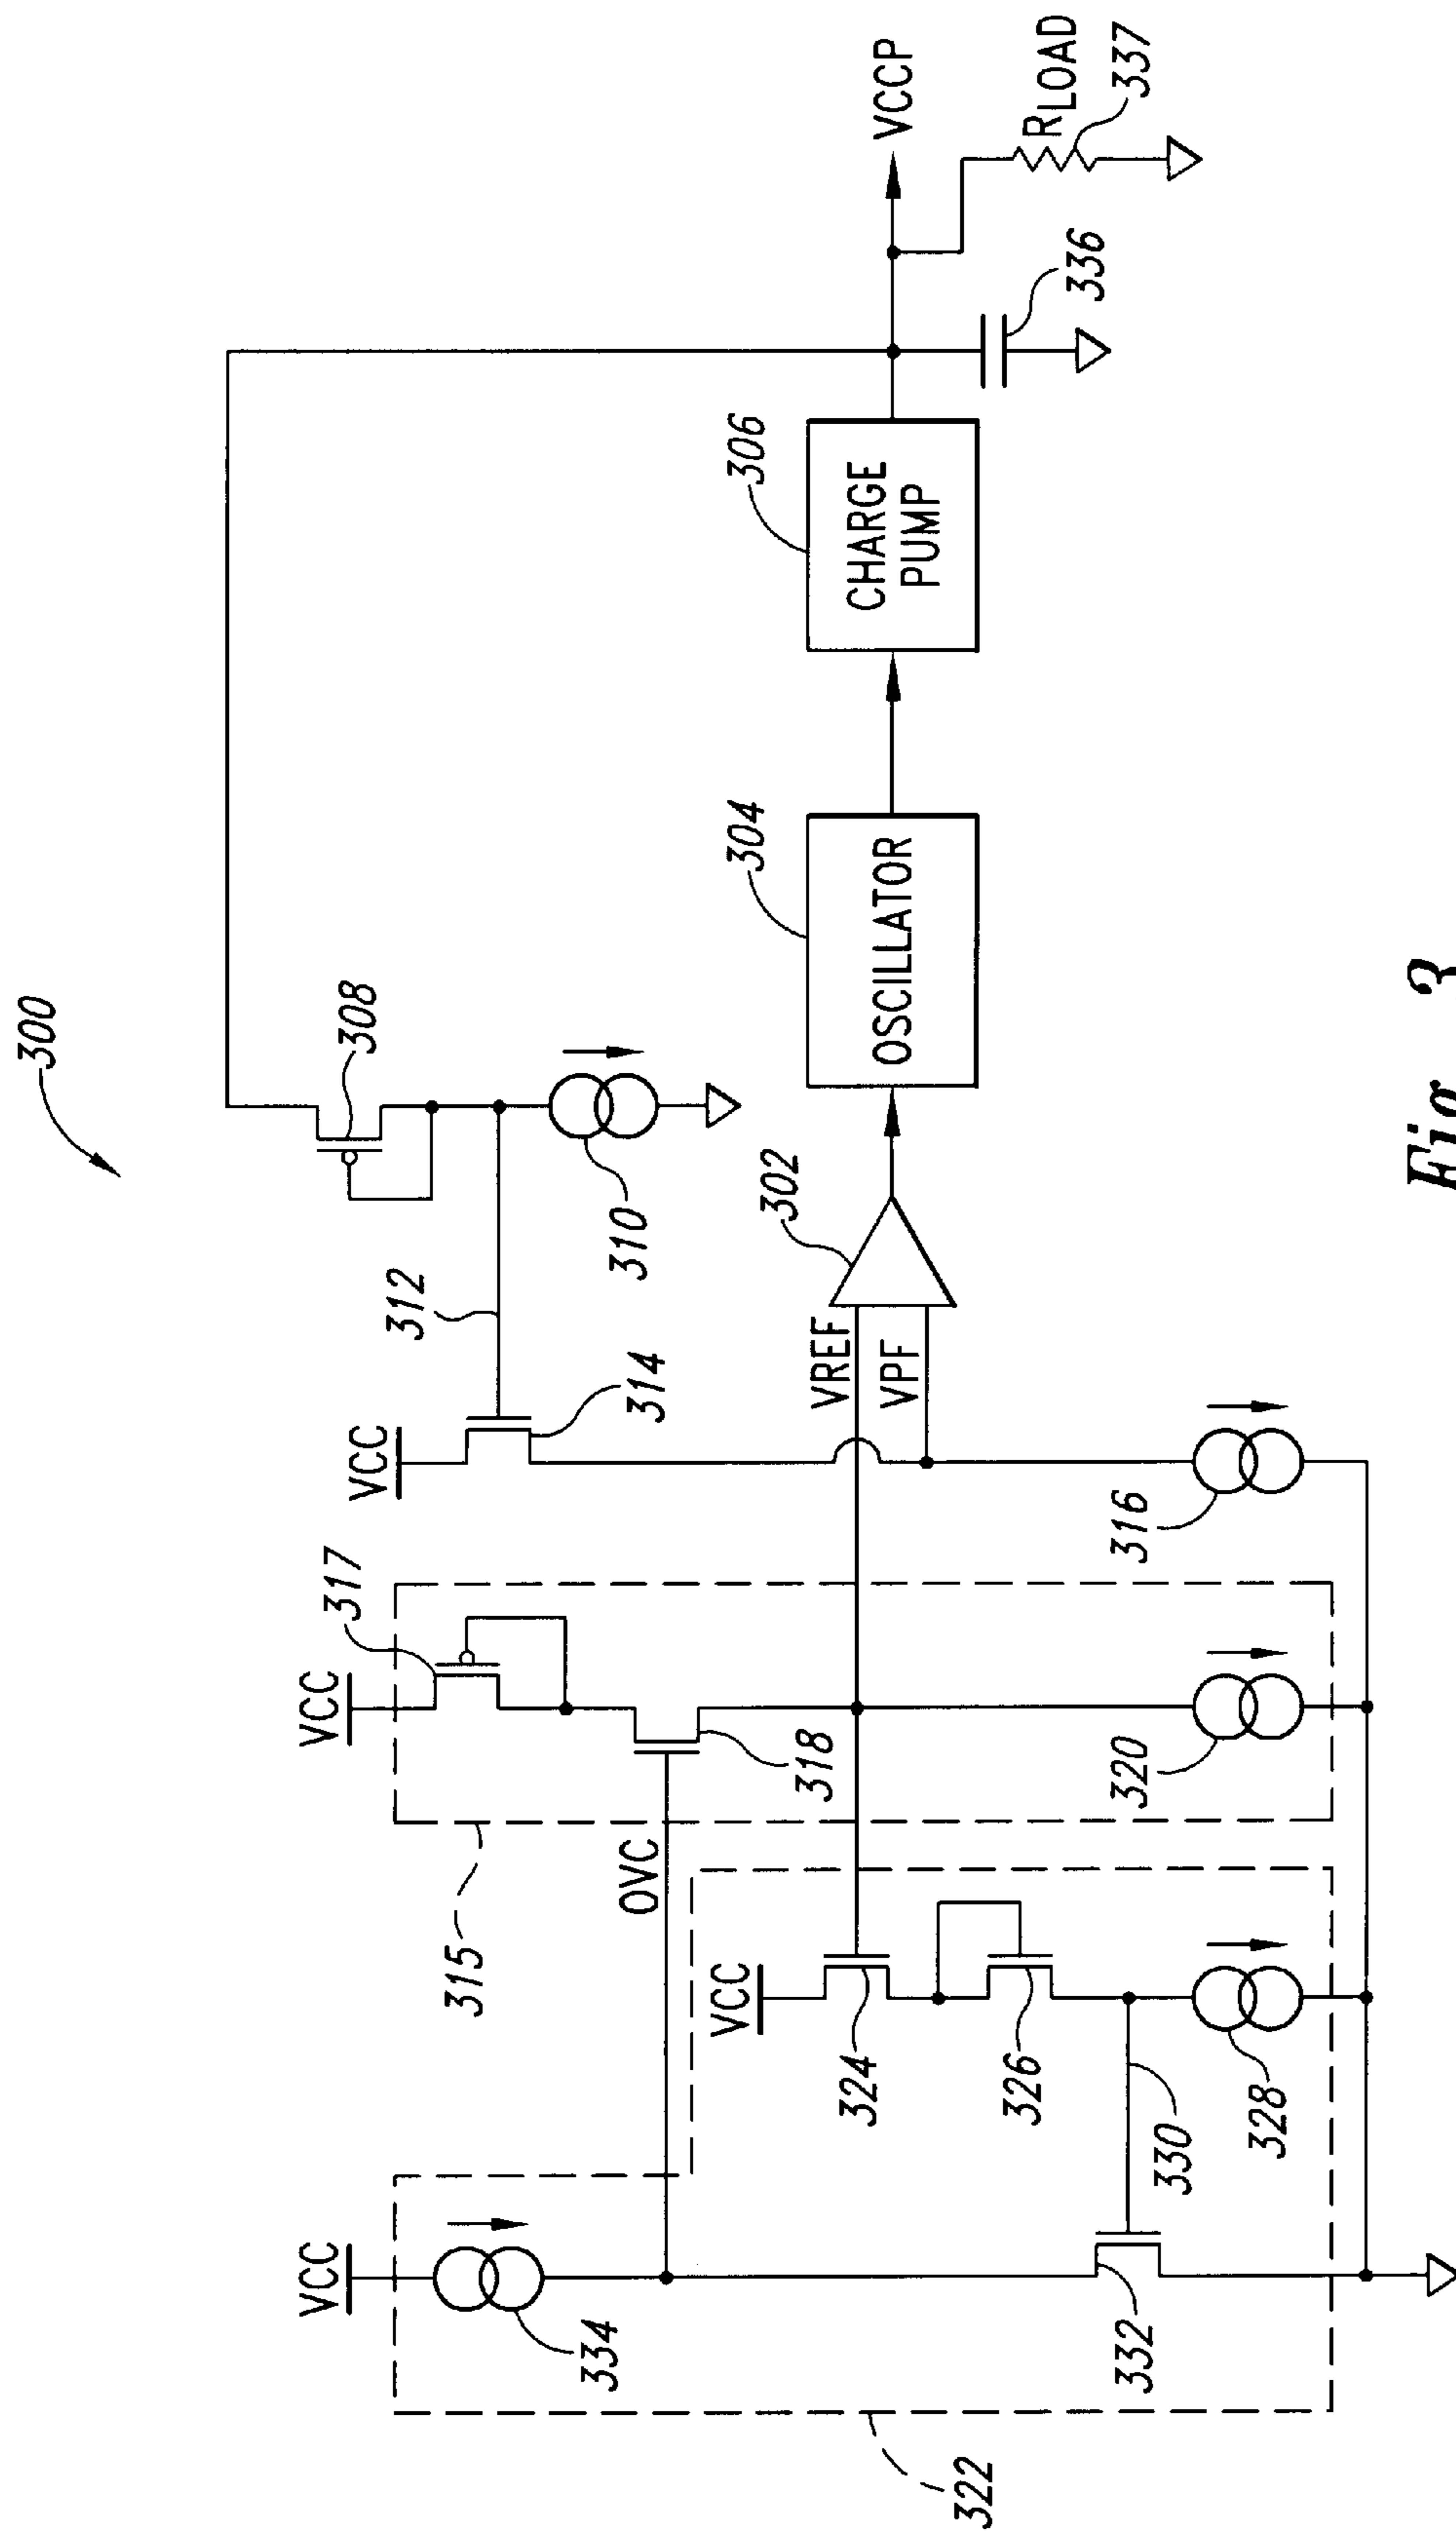 300
VCCP
RLOAD
337
336
306
CHARGE
PUMP
304
OSCILLATOR
308
310
312
302
VREF
VPF
VCC
314
316
VCC
317
318
320
315
OVC
VCC
324
326
328
330
VCC
334
332
322
Fig. 3